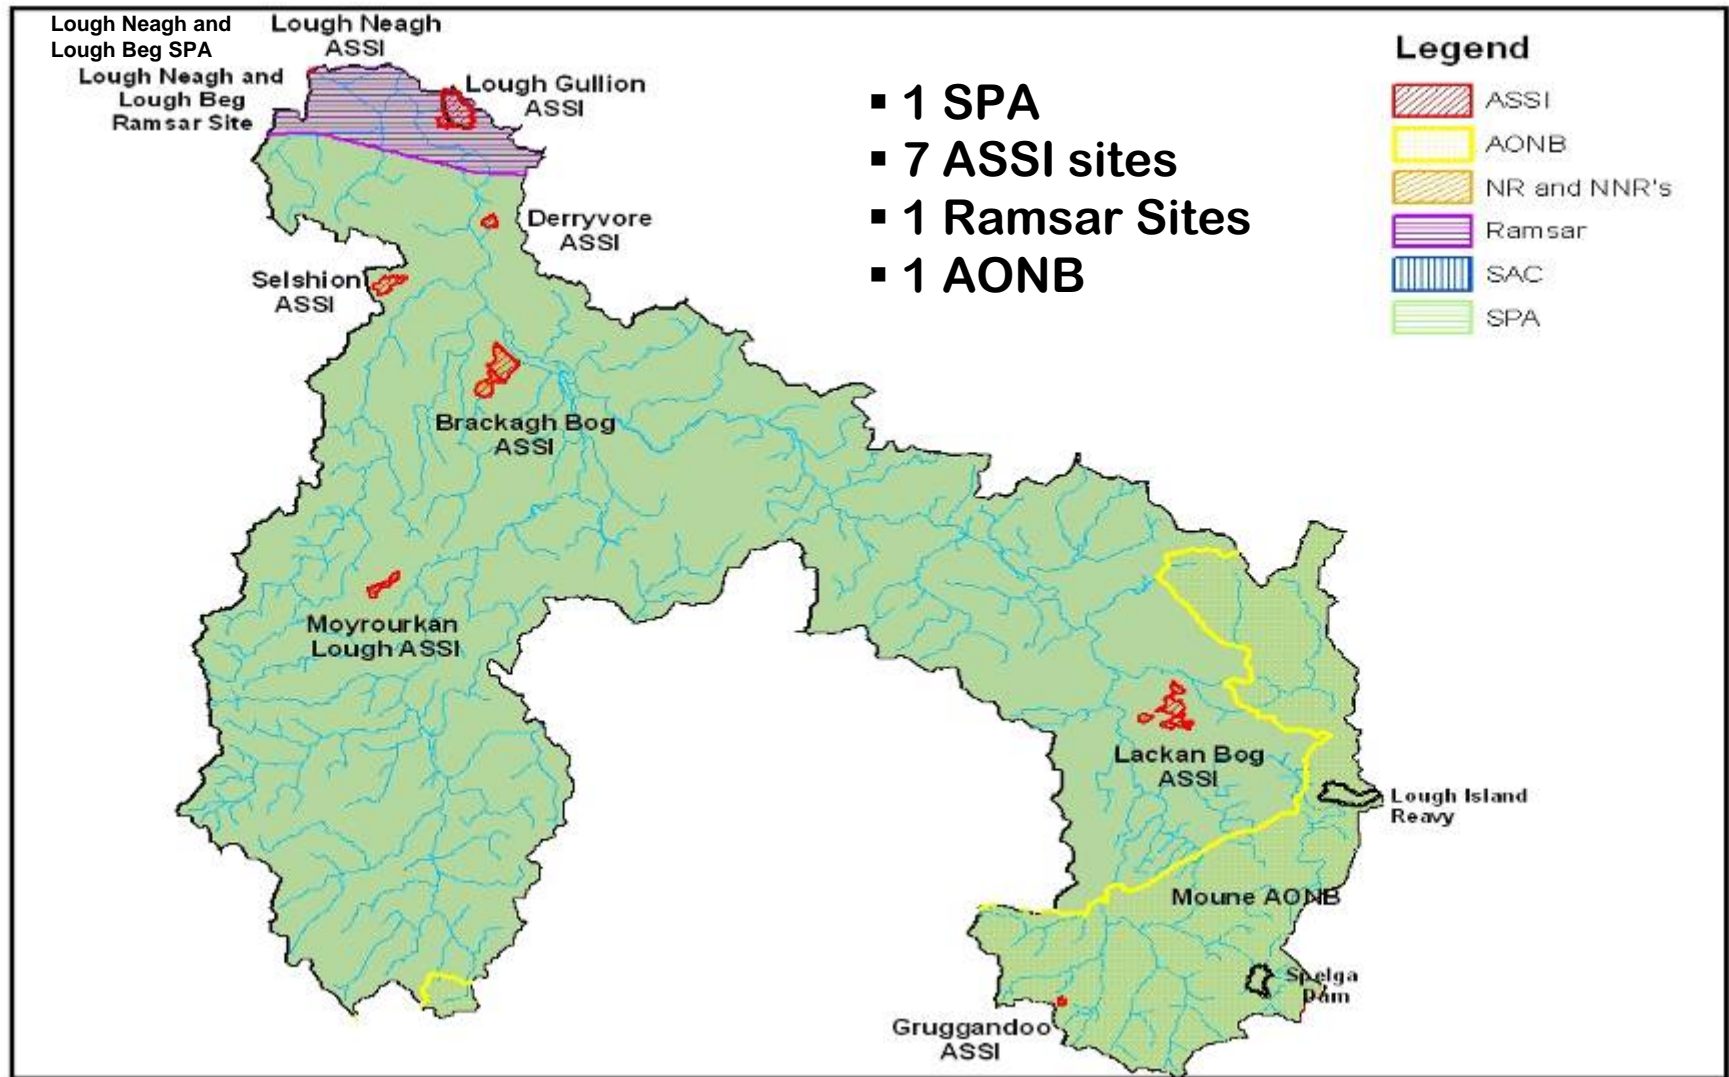 Lough Neagh and
Lough Beg SPA
Lough Neagh
ASSI
Lough Neagh and
Lough Beg
Ramsar Site
Lough Gullion
ASSI
▪ 1 SPA
▪ 7 ASSI sites
▪ 1 Ramsar Sites
▪ 1 AONB
Legend
ASSI
AONB
NR and NNR's
Ramsar
SAC
SPA
Derryvore
ASSI
Selshion
ASSI
Brackagh Bog
ASSI
Moyrourkan
Lough ASSI
Lackan Bog
ASSI
Lough Island
Reavy
Moune AONB
Spelga
Dam
Gruggandoo
ASSI